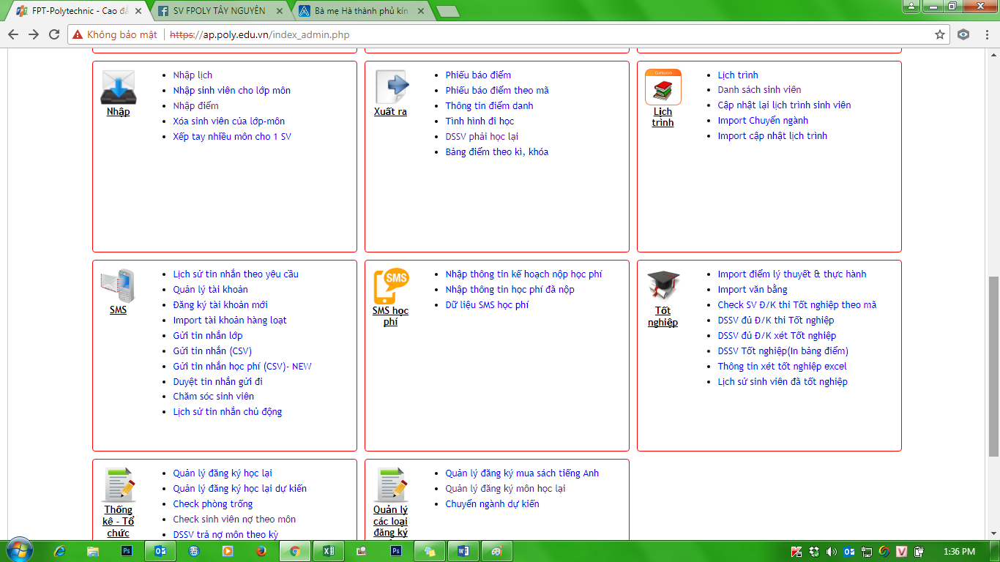 FPT-Polytechnic - Cao đẳ
SV FPOLY TÂY NGUYÊN
Bà mẹ Hà thành phủ kín
Không bảo mật
https://ap.poly.edu.vn/index_admin.php
Nhập
Nhập lịch
Nhập sinh viên cho lớp môn
Nhập điểm
Xóa sinh viên của lớp-môn
Xếp tay nhiều môn cho 1 SV
Xuất ra
Phiếu báo điểm
Phiếu báo điểm theo mã
Thông tin điểm danh
Tình hình đi học
DSSV phải học lại
Bảng điểm theo kì, khóa
Lịch
trình
Lịch trình
Danh sách sinh viên
Cập nhật lại lịch trình sinh viên
Import Chuyển ngành
Import cập nhật lịch trình
SMS
Lịch sử tin nhắn theo yêu cầu
Quản lý tài khoản
Đăng ký tài khoản mới
Import tài khoản hàng loạt
Gửi tin nhắn lớp
Gửi tin nhắn (CSV)
Gửi tin nhắn học phí (CSV)- NEW
Duyệt tin nhắn gửi đi
Chăm sóc sinh viên
Lịch sử tin nhắn chủ động
SMS
SMS học
phí
Nhập thông tin kế hoạch nộp học phí
Nhập thông tin học phí đã nộp
Dữ liệu SMS học phí
Tốt
nghiệp
Import điểm lý thuyết & thực hành
Import văn bằng
Check SV Đ/K thi Tốt nghiệp theo mã
DSSV đủ Đ/K thi Tốt nghiệp
DSSV đủ Đ/K xét Tốt nghiệp
DSSV Tốt nghiệp(In bảng điểm)
Thông tin xét tốt nghiệp excel
Lịch sử sinh viên đã tốt nghiệp
Thống
kê - Tổ
chức
Quản lý đăng ký học lại
Quản lý đăng ký học lại dự kiến
Check phòng trống
Check sinh viên nợ theo môn
DSSV trả nợ môn theo kỳ
Quản lý
các loại
đăng ký
Quản lý đăng ký mua sách tiếng Anh
Quản lý đăng ký môn học lại
Chuyển ngành dự kiến
1:36 PM